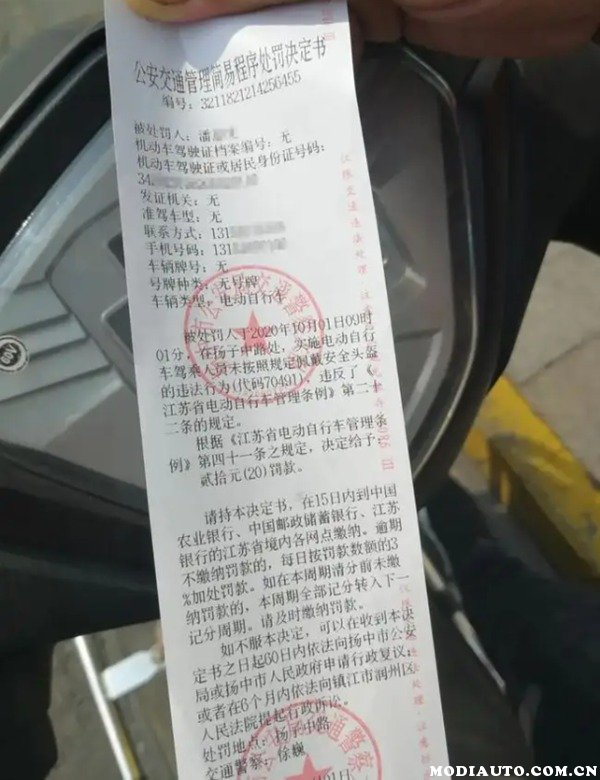 公安交通管理简易程序处罚决定书
编号: 3211821214256455
被处罚人: 潘
机动车驾驶证档案编号: 无
机动车驾驶证或居民身份证号码:
34
发证机关: 无
准驾车型: 无
联系方式: 131
手机号码: 131
车辆牌号: 无
号牌种类: 无号牌
车辆类型: 电动自行车
被处罚人于2020年10月01日09时
01分, 在扬子中路处, 实施电动自行
车驾乘人员未按照规定佩戴安全头盔
的违法行为(代码70491), 违反了《
江苏省电动自行车管理条例》第二十
二条的规定。
根据《江苏省电动自行车管理条
例》第四十一条之规定, 决定给予:
贰拾元(20)罚款。
请持本决定书, 在15日内到中国
农业银行、中国邮政储蓄银行、江苏
银行的江苏省境内各网点缴纳。逾期
不缴纳罚款的, 每日按罚款数额的3
%加处罚款。如在本周期清分前未缴
纳罚款的, 本周期全部记分转入下一
记分周期。请及时缴纳罚款。
如不服本决定, 可以在收到本决
定书之日起60日内依法向扬中市公安
局或扬中市人民政府申请行政复议;
或者在6个月内依法向镇江市润州区
人民法院提起行政诉讼。
处罚地点: 扬子中路
交通警察: 徐巍
MODIAUTO.COM.CN